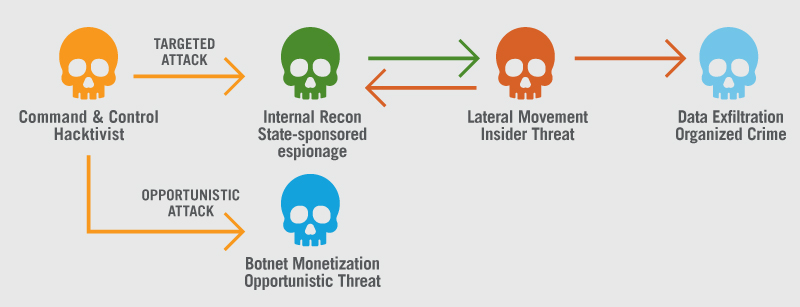 TARGETED
ATTACK
Command & Control
Hacktivist
Internal Recon
State-sponsored
espionage
Lateral Movement
Insider Threat
Data Exfiltration
Organized Crime
OPPORTUNISTIC
ATTACK
Botnet Monetization
Opportunistic Threat